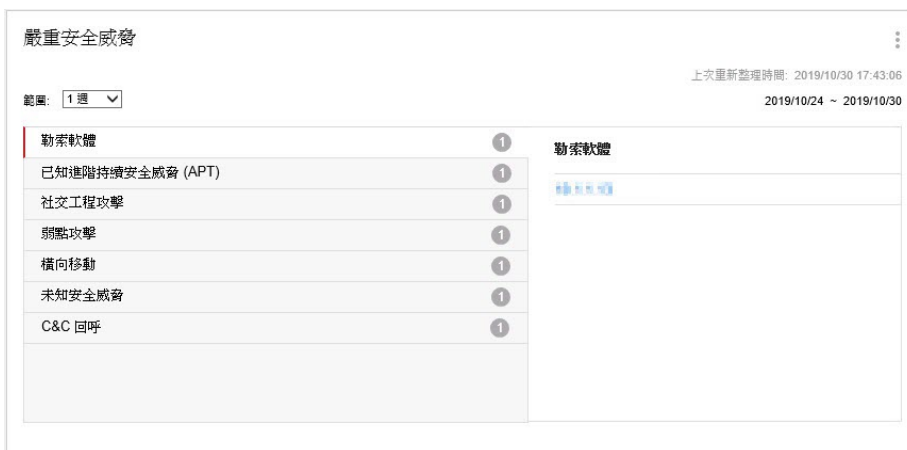 嚴重安全威脅
上次重新整理時間: 2019/10/30 17:43:06
範圍: 1 週
2019/10/24 ~ 2019/10/30
勒索軟體 1
勒索軟體
已知進階持續安全威脅 (APT) 1
社交工程攻擊 1
弱點攻擊 1
橫向移動 1
未知安全威脅 1
C&C 回呼 1